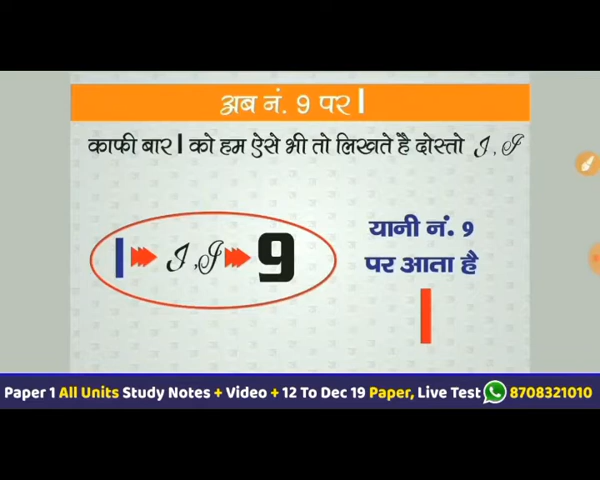 अब नं. 9 पर I
काफी बार I को हम ऐसे भी तो लिखते है दोस्तो I , I
I I , I 9
यानी नं. 9
पर आता है
I
Paper 1 All Units Study Notes + Video + 12 To Dec 19 Paper, Live Test 8708321010